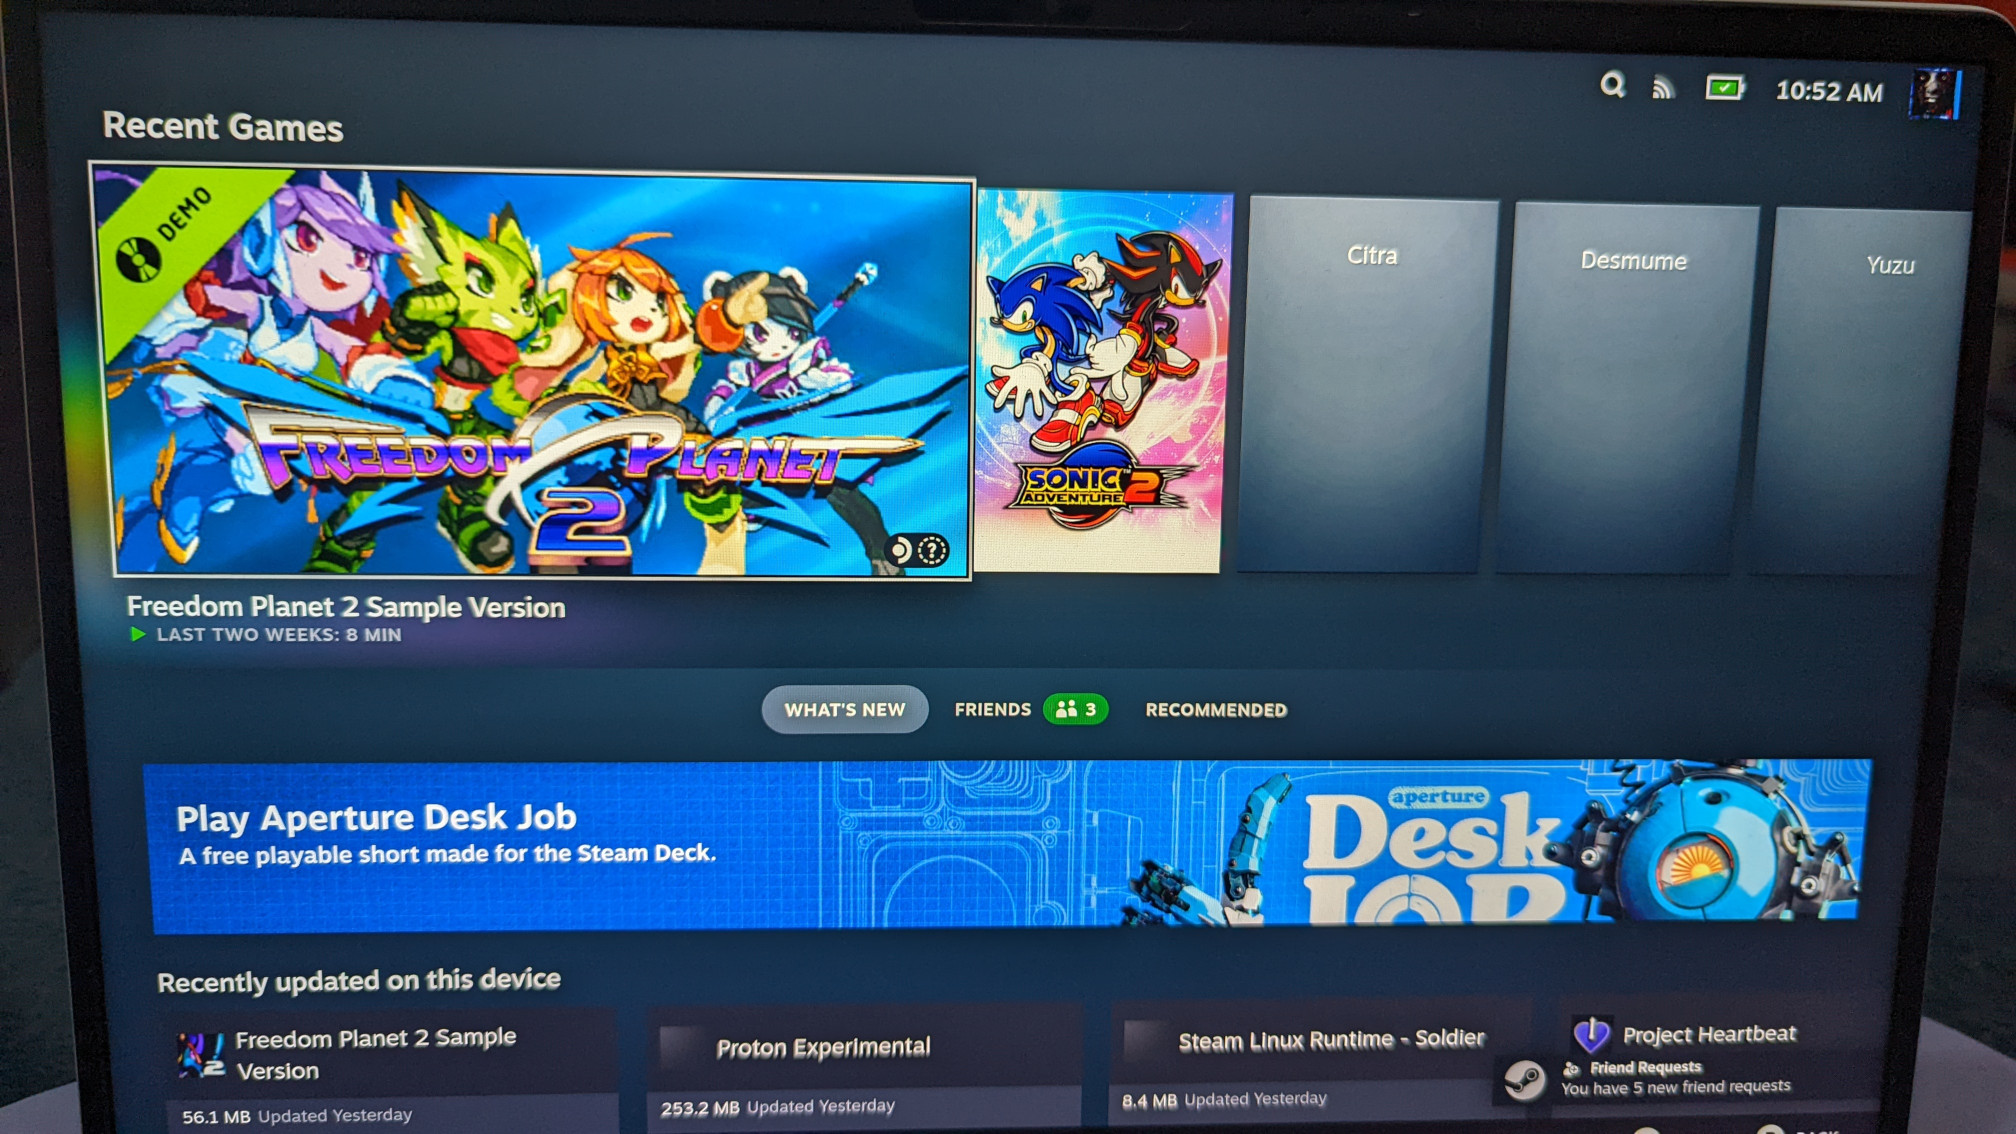 10:52 AM
Recent Games
DEMO
FREEDOM PLANET
2
SONIC
ADVENTURE 2
Citra
Desmume
Yuzu
Freedom Planet 2 Sample Version
LAST TWO WEEKS: 8 MIN
WHAT'S NEW
FRIENDS 3
RECOMMENDED
Play Aperture Desk Job
A free playable short made for the Steam Deck.
aperture
Desk
JOB
Recently updated on this device
Freedom Planet 2 Sample
Version
56.1 MB Updated Yesterday
Proton Experimental
253.2 MB Updated Yesterday
Steam Linux Runtime - Soldier
8.4 MB Updated Yesterday
Project Heartbeat
Friend Requests
You have 5 new friend requests